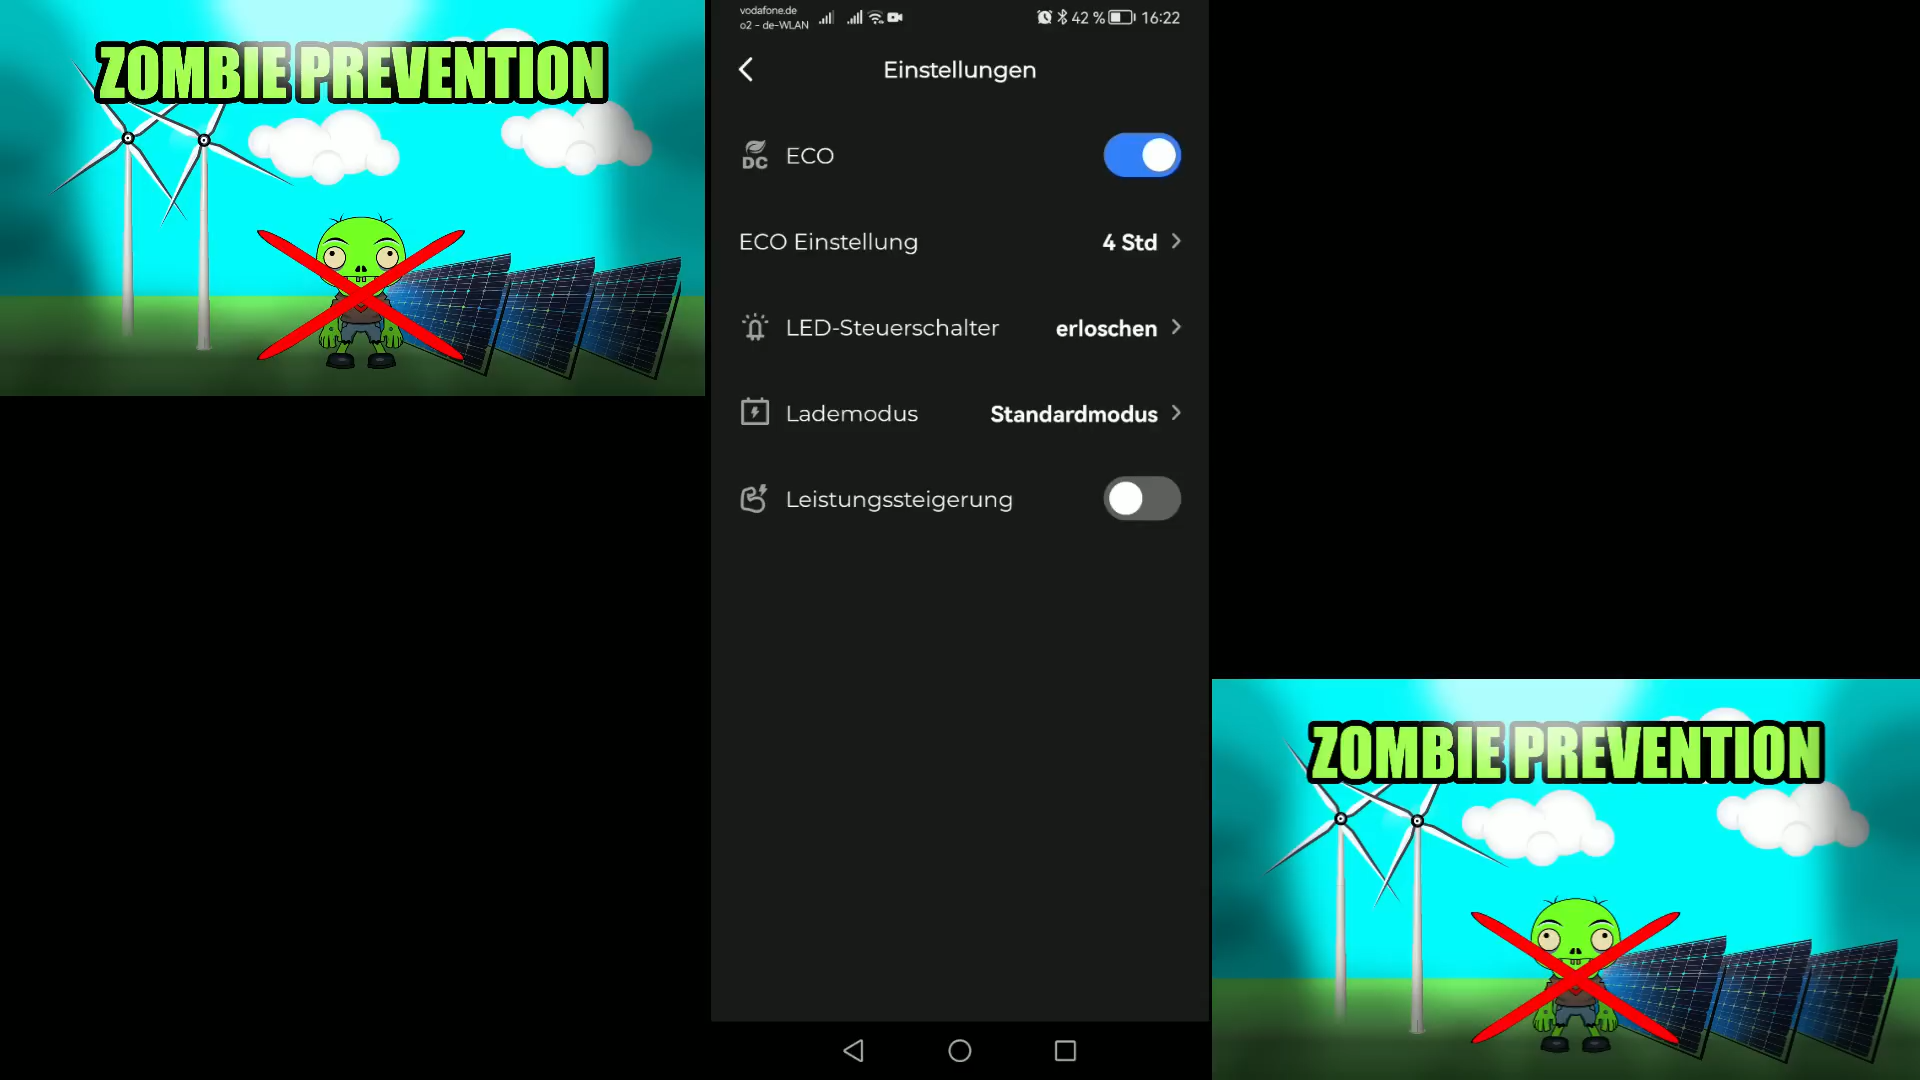 ZOMBIE PREVENTION
vodafone.de
o2 - de-WLAN
42 %
16:22
Einstellungen
DC ECO
ECO Einstellung 4 Std
LED-Steuerschalter erloschen
Lademodus Standardmodus
Leistungssteigerung
ZOMBIE PREVENTION